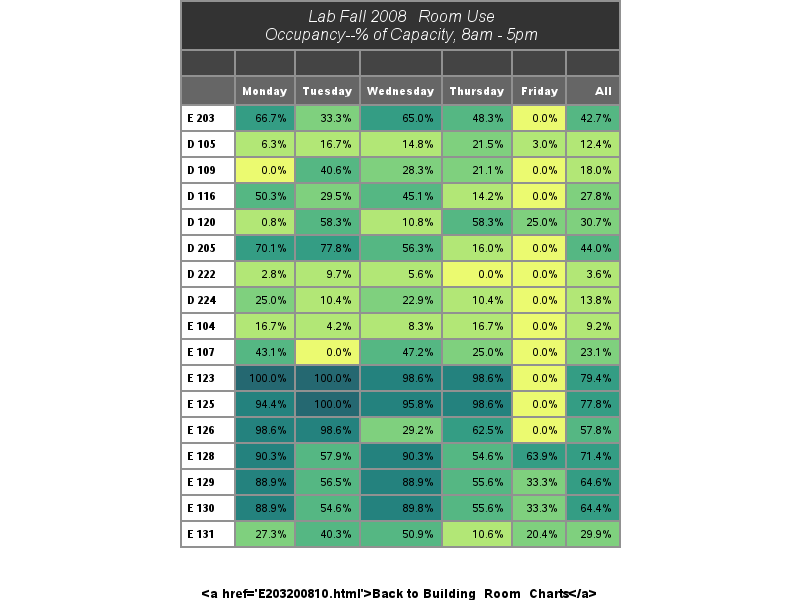 Lab Fall 2008 Room Use
Occupancy--% of Capacity, 8am - 5pm
Monday Tuesday Wednesday Thursday Friday All
E 203 66.7% 33.3% 65.0% 48.3% 0.0% 42.7%
D 105 6.3% 16.7% 14.8% 21.5% 3.0% 12.4%
D 109 0.0% 40.6% 28.3% 21.1% 0.0% 18.0%
D 116 50.3% 29.5% 45.1% 14.2% 0.0% 27.8%
D 120 0.8% 58.3% 10.8% 58.3% 25.0% 30.7%
D 205 70.1% 77.8% 56.3% 16.0% 0.0% 44.0%
D 222 2.8% 9.7% 5.6% 0.0% 0.0% 3.6%
D 224 25.0% 10.4% 22.9% 10.4% 0.0% 13.8%
E 104 16.7% 4.2% 8.3% 16.7% 0.0% 9.2%
E 107 43.1% 0.0% 47.2% 25.0% 0.0% 23.1%
E 123 100.0% 100.0% 98.6% 98.6% 0.0% 79.4%
E 125 94.4% 100.0% 95.8% 98.6% 0.0% 77.8%
E 126 98.6% 98.6% 29.2% 62.5% 0.0% 57.8%
E 128 90.3% 57.9% 90.3% 54.6% 63.9% 71.4%
E 129 88.9% 56.5% 88.9% 55.6% 33.3% 64.6%
E 130 88.9% 54.6% 89.8% 55.6% 33.3% 64.4%
E 131 27.3% 40.3% 50.9% 10.6% 20.4% 29.9%
<a href='E203200810.html'>Back to Building Room Charts</a>